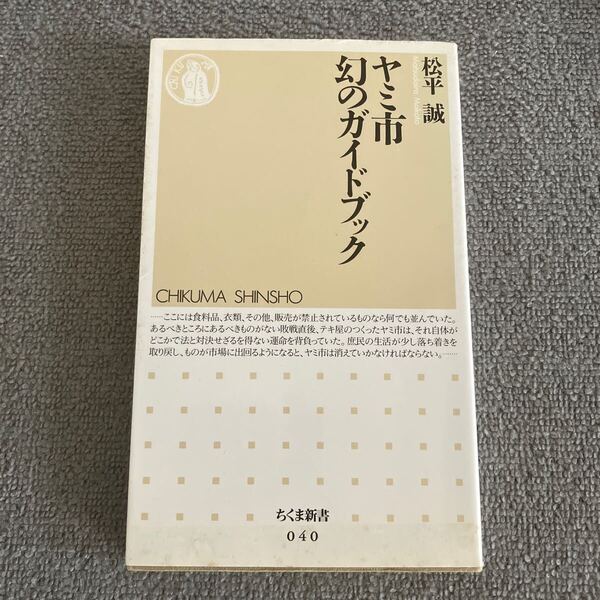 松平 誠
Matsudaira Makoto
ヤミ市
幻のガイドブック
CHIKUMA SHINSHO
……ここには食料品、衣類、その他、販売が禁止されているものなら何でも並んでいた。
あるべきところにあるべきものがない敗戦直後、テキ屋のつくったヤミ市は、それ自体が
どこかで法と対決せざるを得ない運命を背負っていた。庶民の生活が少し落ち着きを
取り戻し、ものが市場に出回るようになると、ヤミ市は消えていかなければならない。……
ちくま新書
040